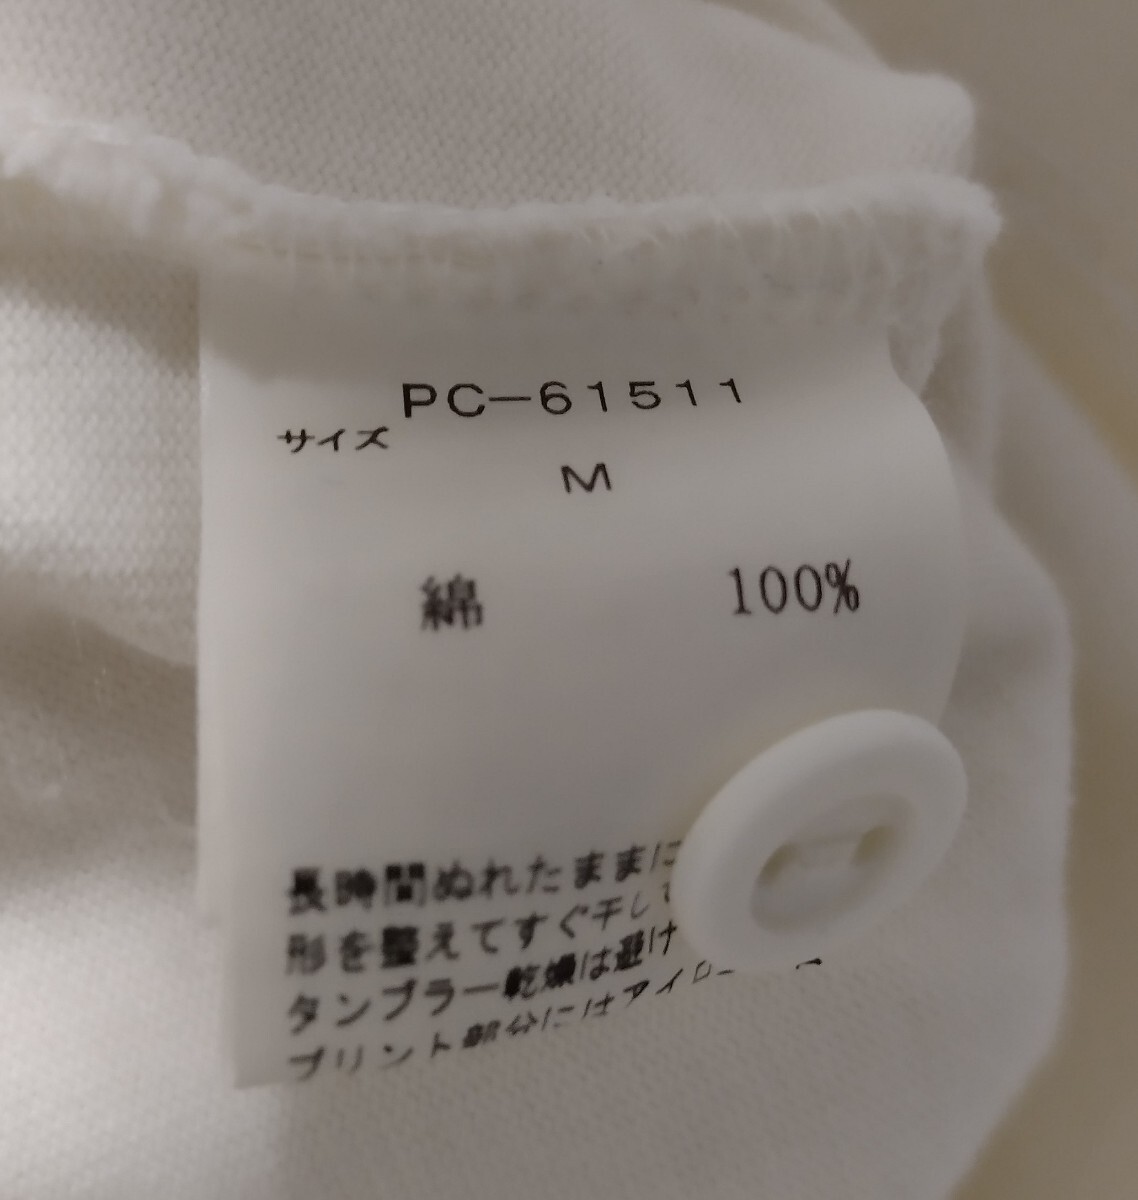 PC-61511
サイズ
M
綿 100%
長時間ぬれたままに
形を整えてすぐ干して
タンブラー乾燥は避け
プリント部分にはアイロ